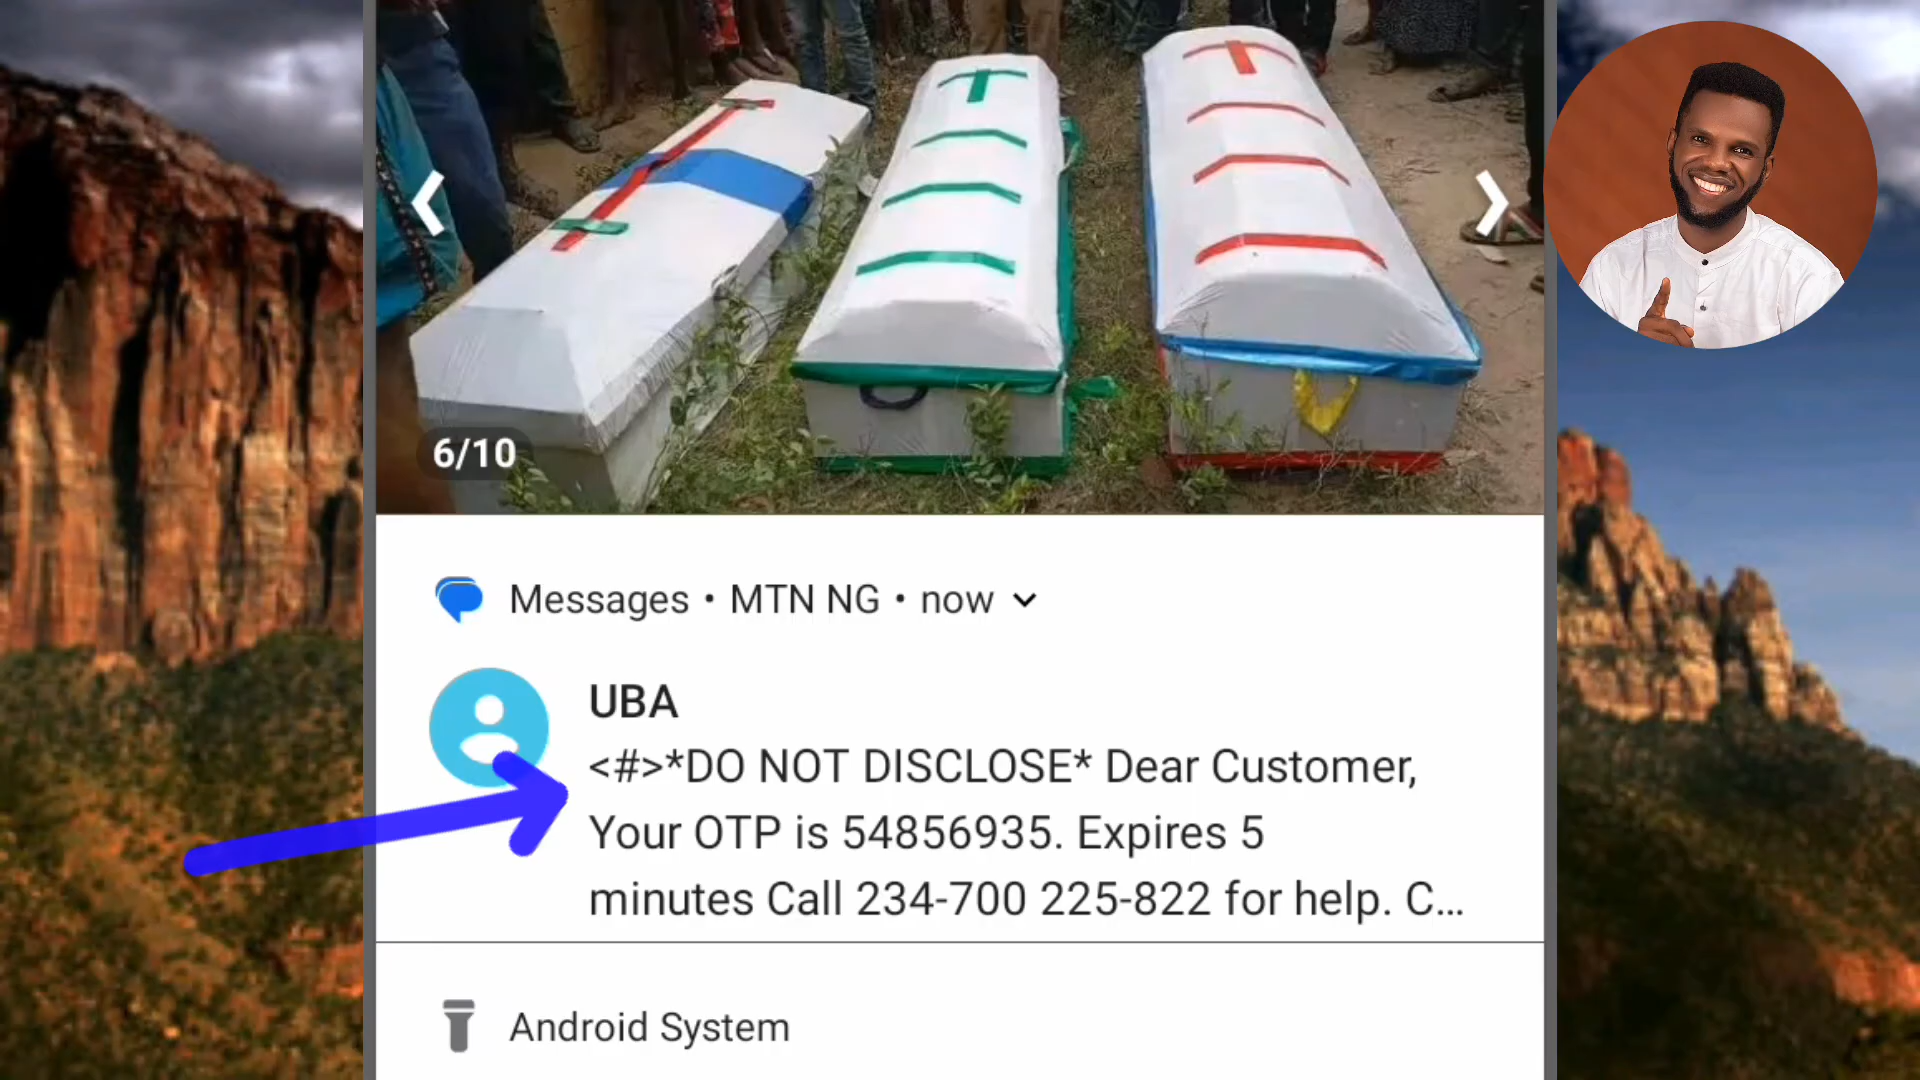 6/10
Messages • MTN NG • now
UBA
<#>*DO NOT DISCLOSE* Dear Customer,
Your OTP is 54856935. Expires 5
minutes Call 234-700 225-822 for help. C...
Android System